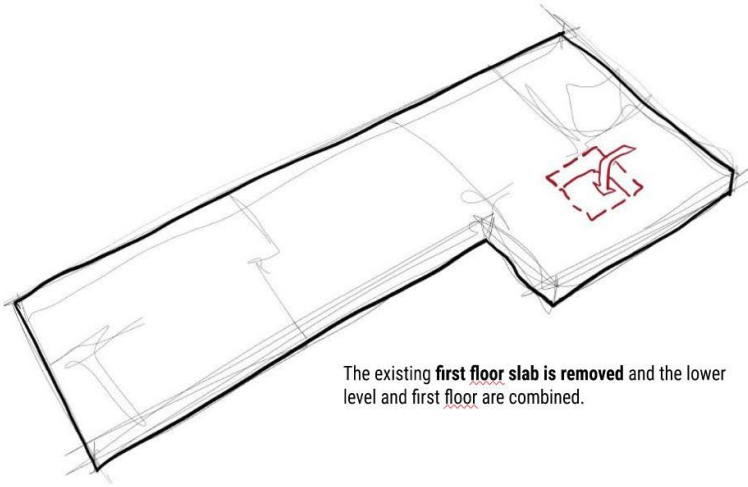 The existing first floor slab is removed and the lower
level and first floor are combined.